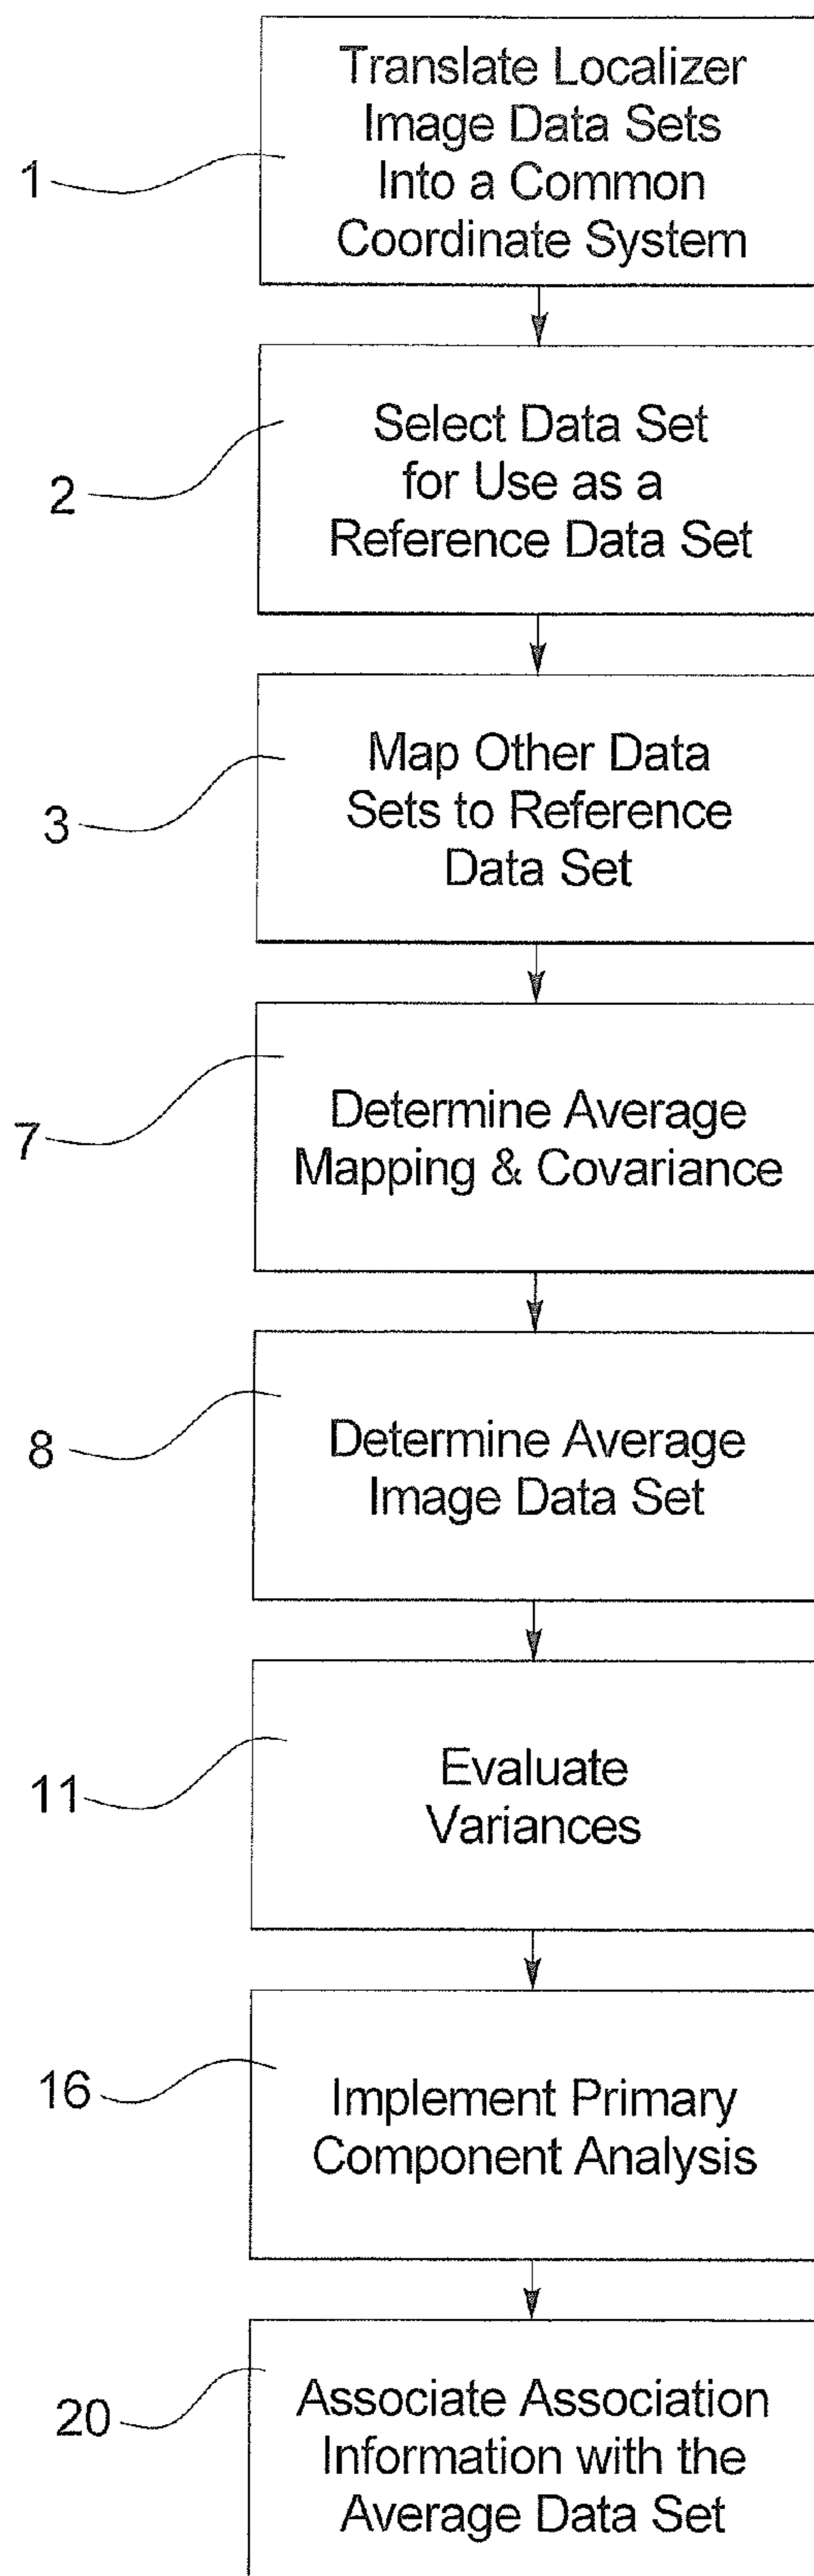 Translate Localizer
Image Data Sets
Into a Common
Coordinate System
1
Select Data Set
for Use as a
Reference Data Set
2
Map Other Data
Sets to Reference
Data Set
3
Determine Average
Mapping & Covariance
7
Determine Average
Image Data Set
8
Evaluate
Variances
11
Implement Primary
Component Analysis
16
Associate Association
Information with the
Average Data Set
20